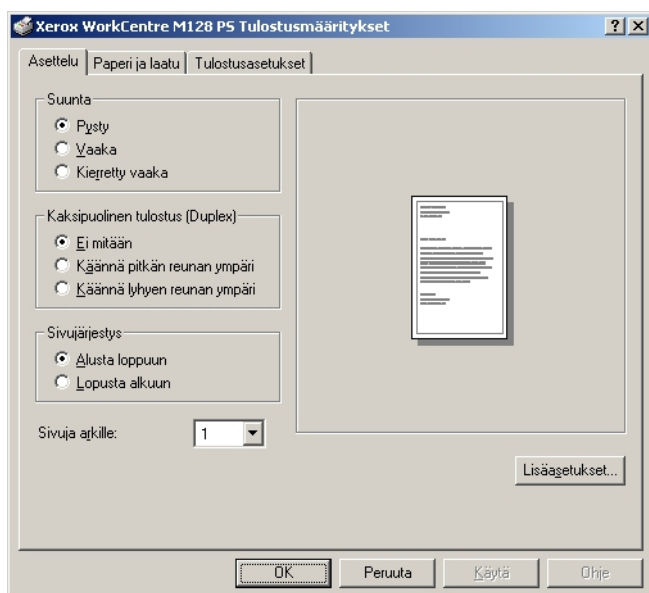 Xerox WorkCentre M128 PS Tulostusmääritykset
Asettelu Paperi ja laatu Tulostusasetukset
Suunta
Pysty
Vaaka
Kierretty vaaka
Kaksipuolinen tulostus (Duplex)
Ei mitään
Käännä pitkän reunan ympäri
Käännä lyhyen reunan ympäri
Sivujärjestys
Alusta loppuun
Lopusta alkuun
Sivuja arkille: 1
Lisäasetukset...
OK Peruuta Käytä Ohje